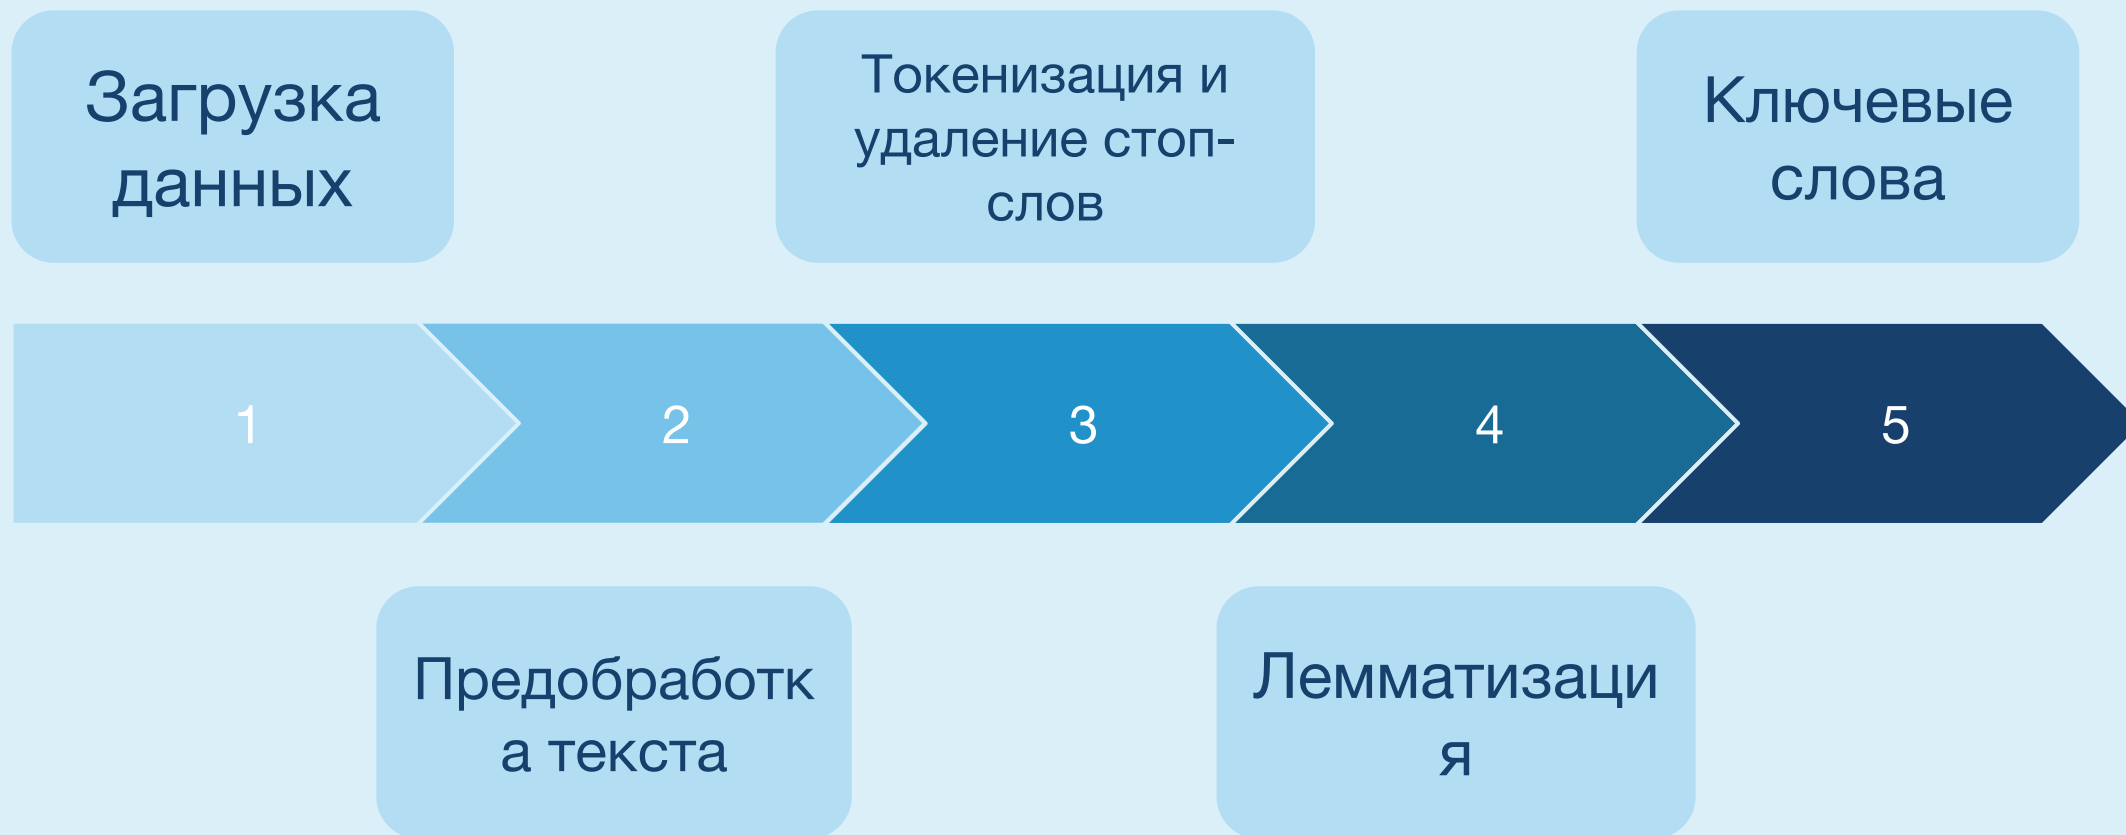 Загрузка
данных
Токенизация и
удаление стоп-
слов
Ключевые
слова
1
2
3
4
5
Предобработк
а текста
Лемматизаци
я